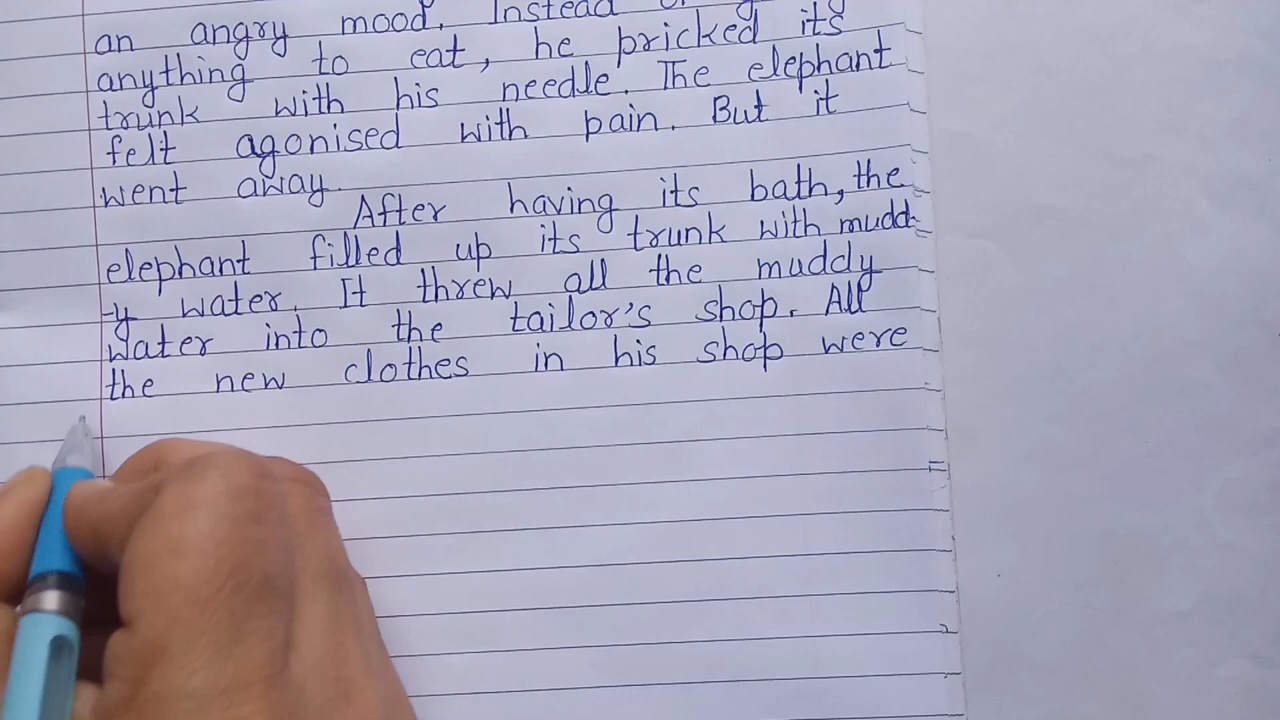 an angry mood. Instead
anything to eat, he pricked its
trunk with his needle. The elephant
felt agonised with pain. But it
went away.
After having its bath, the
elephant filled up its trunk with mudd-
-y water. It threw all the muddy
water into the tailor's shop. All
the new clothes in his shop were